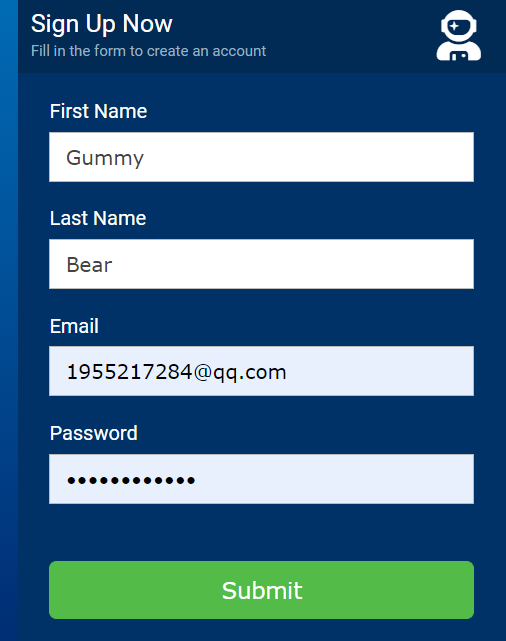 Sign Up Now
Fill in the form to create an account
First Name
Gummy
Last Name
Bear
Email
1955217284@qq.com
Password
••••••••••••
Submit